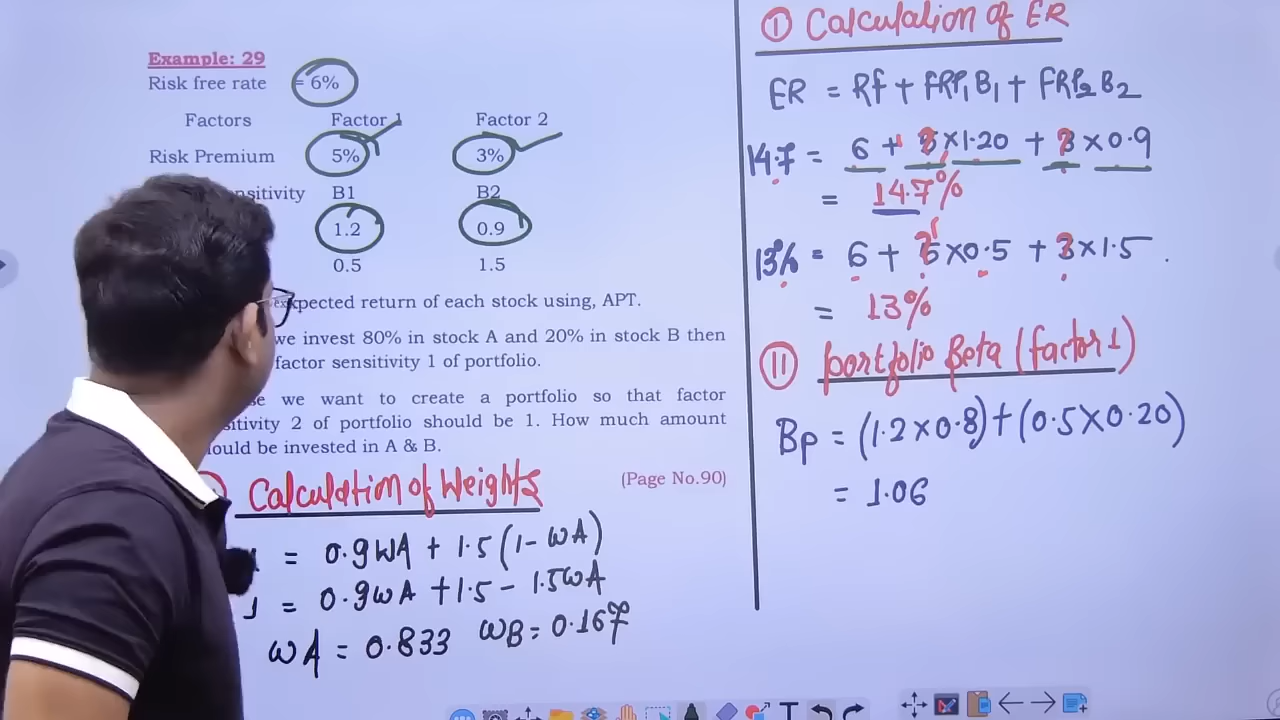 Example: 29
Risk free rate = 6%
Factors Factor 1 Factor 2
Risk Premium 5% 3%
B1 B2
1.2 0.9
0.5 1.5
expected return of each stock using, APT.
we invest 80% in stock A and 20% in stock B then
factor sensitivity 1 of portfolio.
we want to create a portfolio so that factor
2 of portfolio should be 1. How much amount
be invested in A & B.
(Page No.90)
Calculation of Weights
= 0.9WA + 1.5 (1 - WA)
1 = 0.9WA + 1.5 - 1.5WA
WA = 0.833 WB = 0.167
I Calculation of ER
ER = Rf + FRP1 B1 + FRP2 B2
14.7 = 6 + 5 × 1.20 + 3 × 0.9
= 14.7%
13% = 6 + 5 × 0.5 + 3 × 1.5
= 13%
II Portfolio Beta (factor 1)
Bp = (1.2 × 0.8) + (0.5 × 0.20)
= 1.06